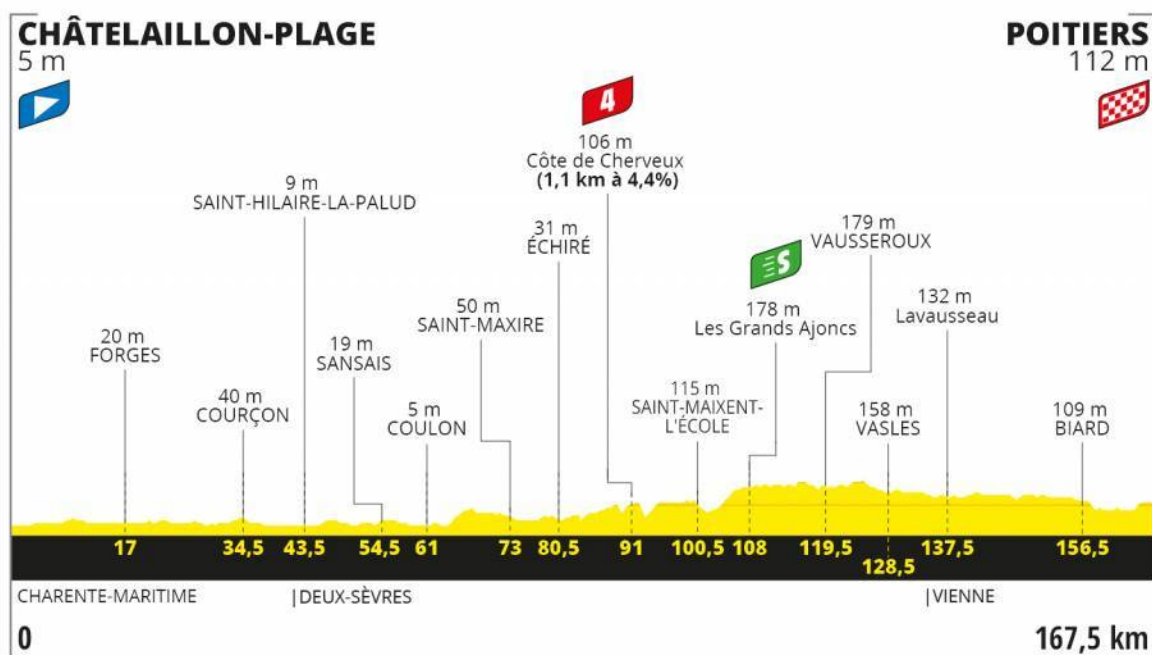 CHÂTELAILLON-PLAGE
5 m
POITIERS
112 m
4
106 m
Côte de Cherveux
(1,1 km à 4,4%)
9 m
SAINT-HILAIRE-LA-PALUD
31 m
ÉCHIRÉ
179 m
VAUSSEROUX
S
178 m
Les Grands Ajoncs
50 m
SAINT-MAXIRE
132 m
Lavausseau
20 m
FORGES
19 m
SANSAIS
40 m
COURÇON
5 m
COULON
115 m
SAINT-MAIXENT-
L'ÉCOLE
158 m
VASLES
109 m
BIARD
17
34,5
43,5
54,5
61
73
80,5
91
100,5
108
119,5
128,5
137,5
156,5
CHARENTE-MARITIME
|DEUX-SÈVRES
|VIENNE
0
167,5 km